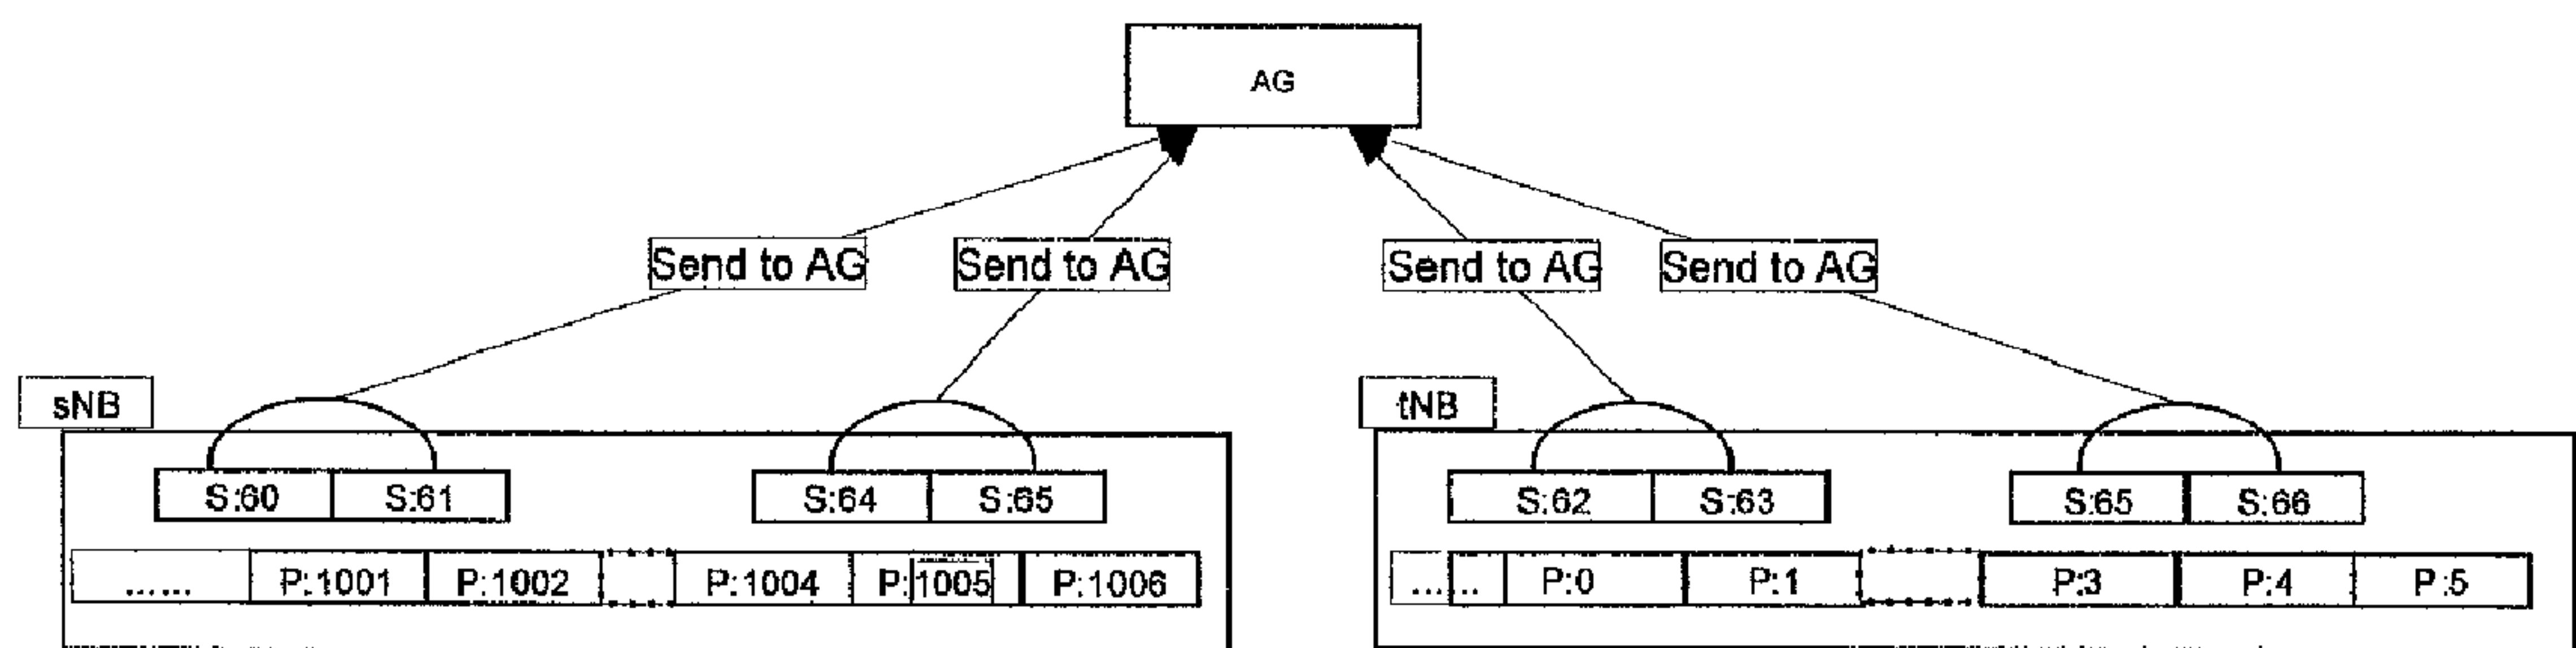 AG
Send to AG Send to AG Send to AG Send to AG
sNB tNB
S:60 S:61 S:64 S:65 S:62 S:63 S:65 S:66
...... P:1001 P:1002 P:1004 P:1005 P:1006 ...... P:0 P:1 P:3 P:4 P:5